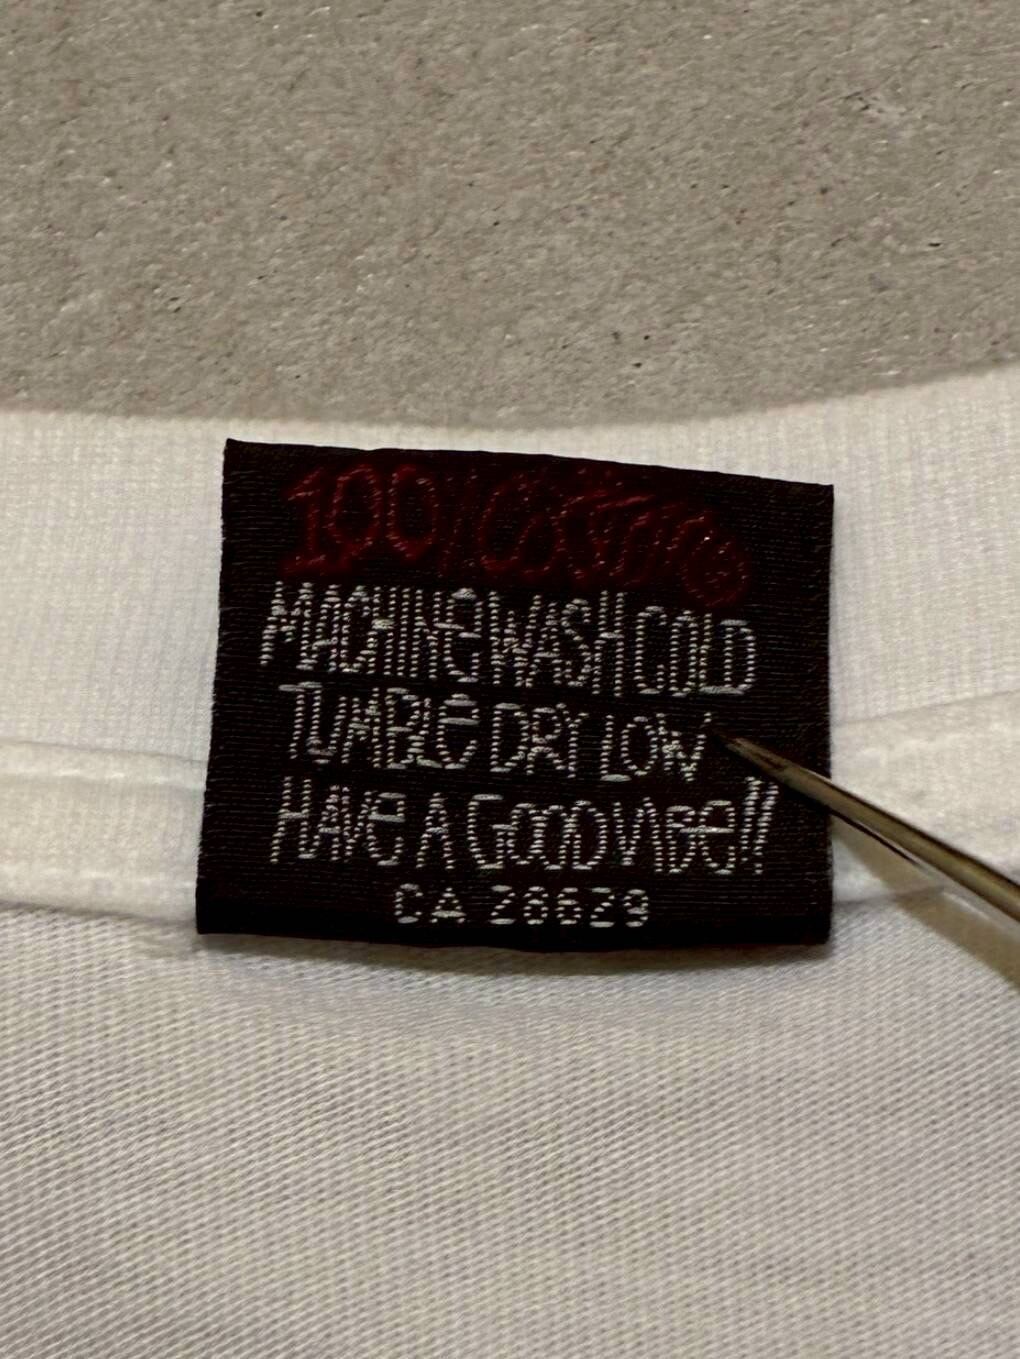 100% Cotton
MACHINe WASH COLD
TUMBLe DRY LOW
HAVe A GOOD VIBe!!
CA 26629